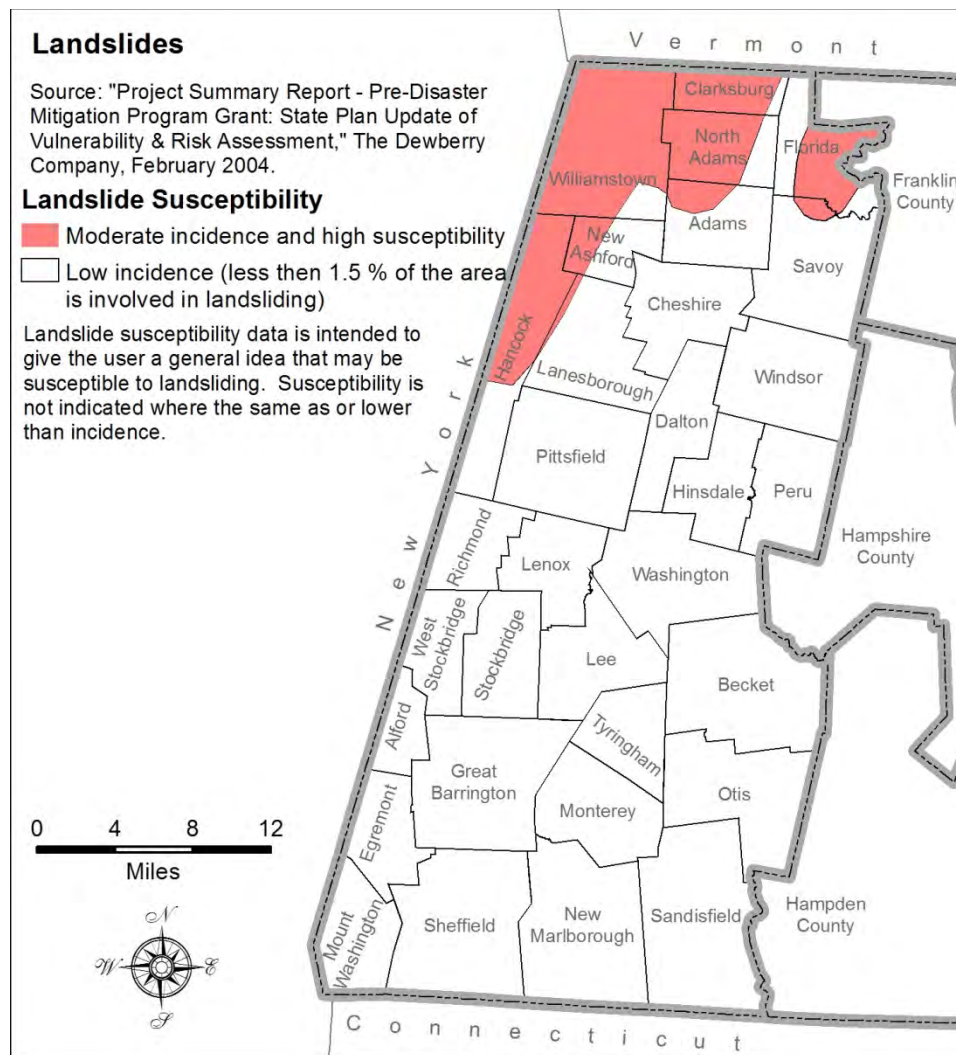 Landslides
Source: "Project Summary Report - Pre-Disaster
Mitigation Program Grant: State Plan Update of
Vulnerability & Risk Assessment," The Dewberry
Company, February 2004.
Landslide Susceptibility
Moderate incidence and high susceptibility
Low incidence (less then 1.5 % of the area
is involved in landsliding)
Landslide susceptibility data is intended to
give the user a general idea that may be
susceptible to landsliding.  Susceptibility is
not indicated where the same as or lower
than incidence.
Vermont
Clarksburg
North
Adams
Florida
Williamstown
Franklin
County
Adams
New
Ashford
Savoy
Cheshire
Hancock
Lanesborough
Windsor
Dalton
New York
Pittsfield
Hinsdale
Peru
Hampshire
County
Richmond
Lenox
Washington
West
Stockbridge
Stockbridge
Lee
Becket
Alford
Tyringham
Great
Barrington
Otis
Monterey
Egremont
0 4 8 12
Miles
Mount
Washington
Sheffield
New
Marlborough
Sandisfield
Hampden
County
N
W E
S
Connecticut